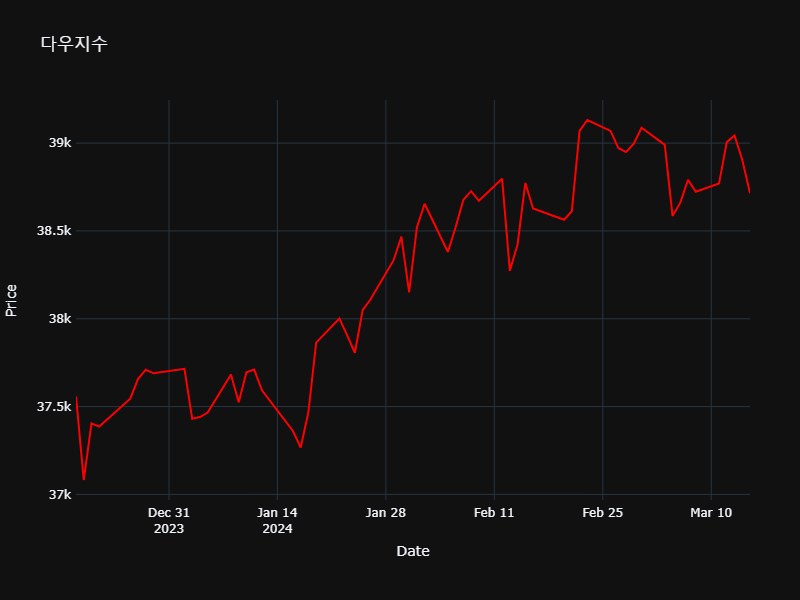 다우지수
39k
38.5k
38k
37.5k
37k
Price
Dec 31
2023
Jan 14
2024
Jan 28
Feb 11
Feb 25
Mar 10
Date